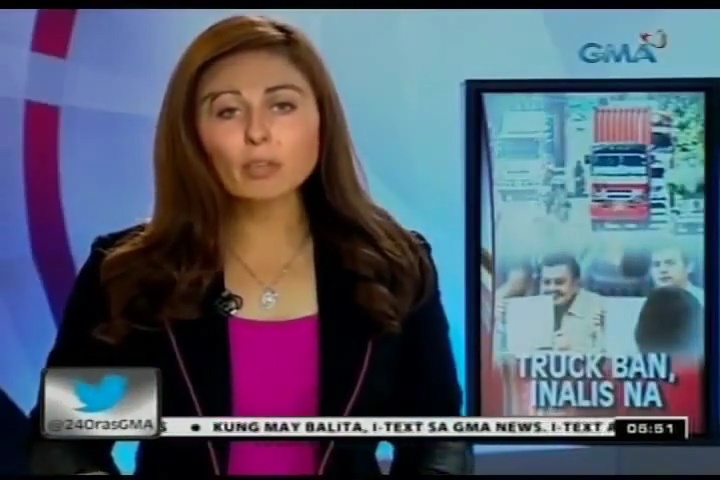 GMA
TRUCK BAN,
INALIS NA
@24OrasGMA
S • KUNG MAY BALITA, I-TEXT SA GMA NEWS. I-TEXT A
05:51